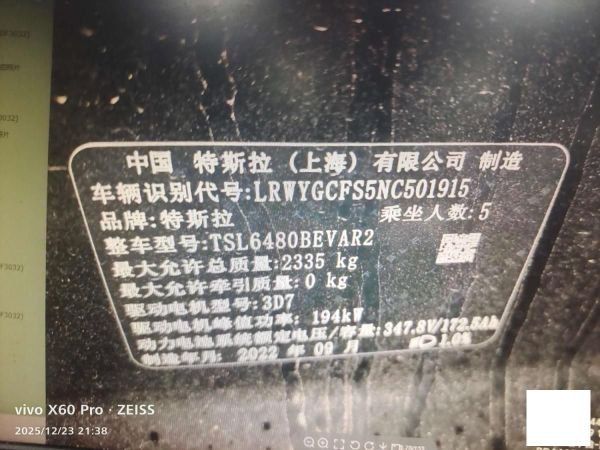 中国 特斯拉（上海）有限公司 制造
车辆识别代号:LRWYGCFS5NC501915
品牌:特斯拉 乘坐人数:5
整车型号:TSL6480BEVAR2
最大允许总质量:2335 kg
最大允许牵引质量:0 kg
驱动电机型号:3D7
驱动电机峰值功率: 194kW
动力电池系统额定电压/容量:347.8V/172.5Ah
制造年月: 2022 年 09 月
vivo X60 Pro · ZEISS
2025/12/23 21:38